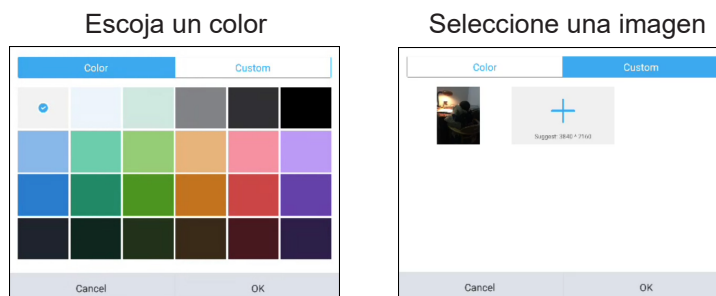 Escoja un color
Seleccione una imagen
Color
Custom
Color
Custom
Suggest: 3840 * 2160
Cancel
OK
Cancel
OK